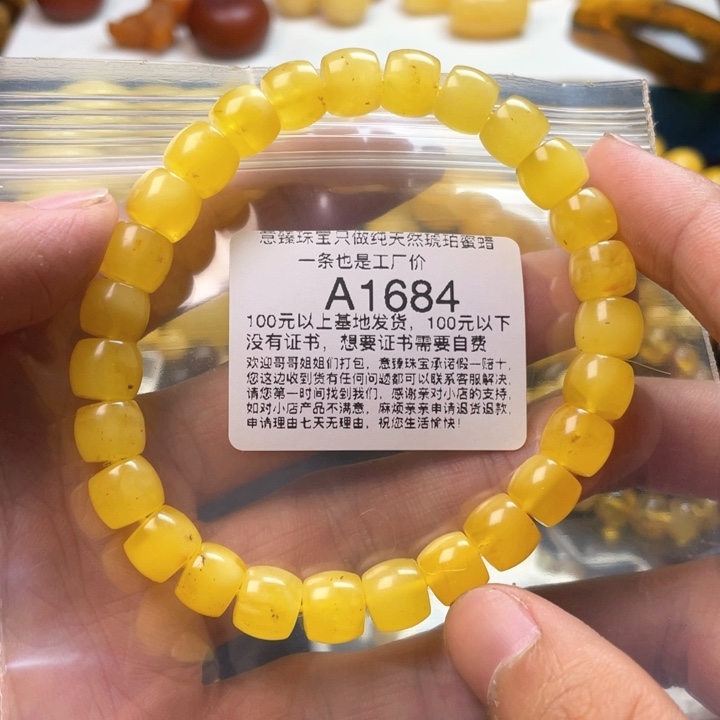 意臻珠宝只做纯天然琥珀蜜蜡
一条也是工厂价
A1684
100元以上基地发货，100元以下
没有证书，想要证书需要自费
欢迎哥哥姐姐们打包，意臻珠宝承诺假一赔十，
您这边收到货有任何问题都可以联系客服解决，
请您第一时间找到我们，感谢亲对小店的支持，
如对小店产品不满意，麻烦亲亲申请退货退款，
申请理由七天无理由，祝您生活愉快！